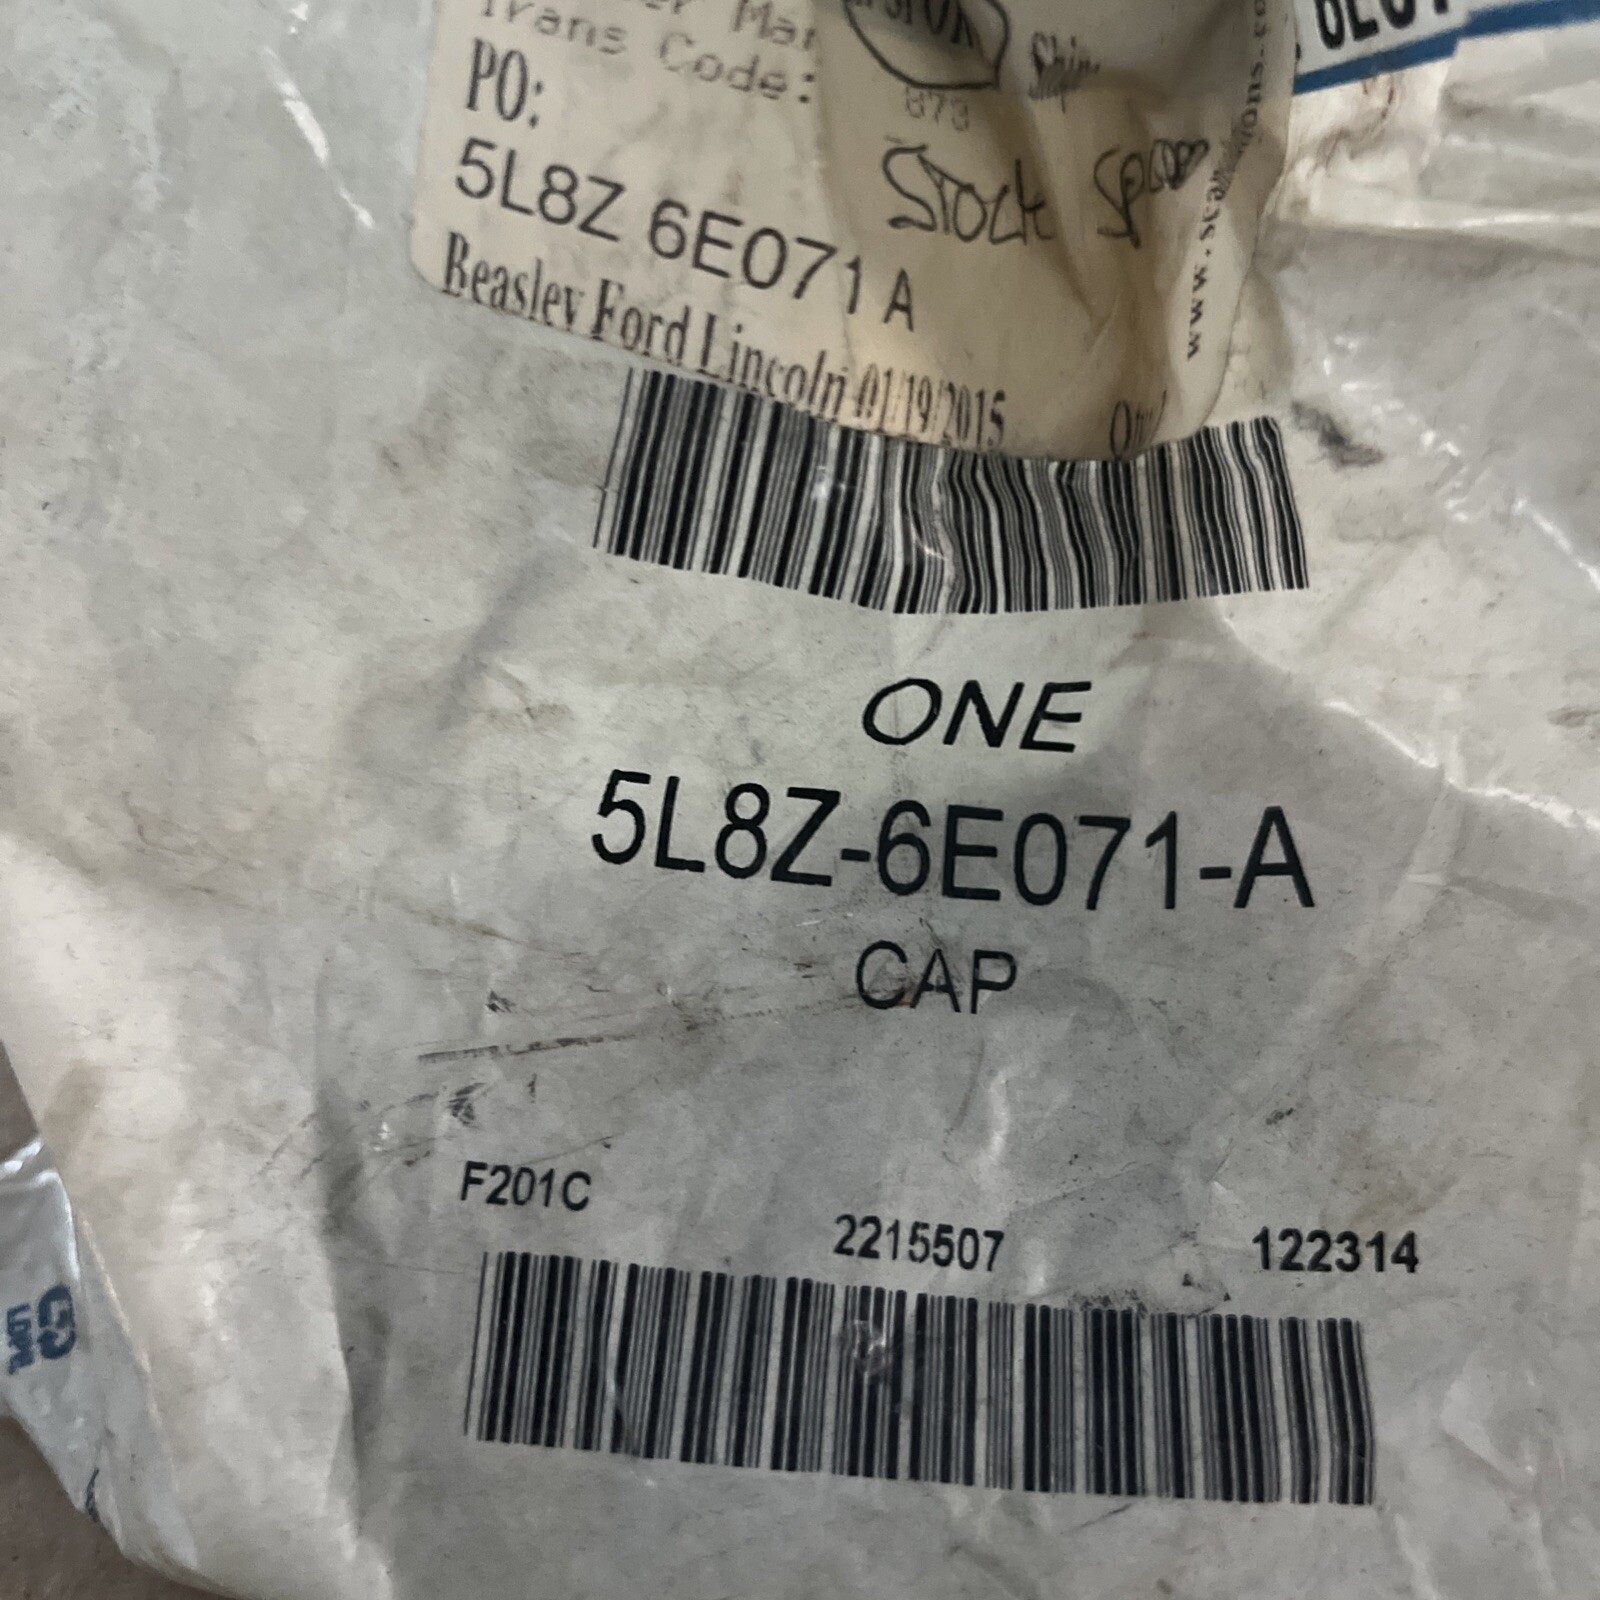 Trans Code:
873
PO:
Stock
5L8Z 6E071 A
Beasley Ford Lincoln 01/19/2015
ONE
5L8Z-6E071-A
CAP
F201C 2215507 122314